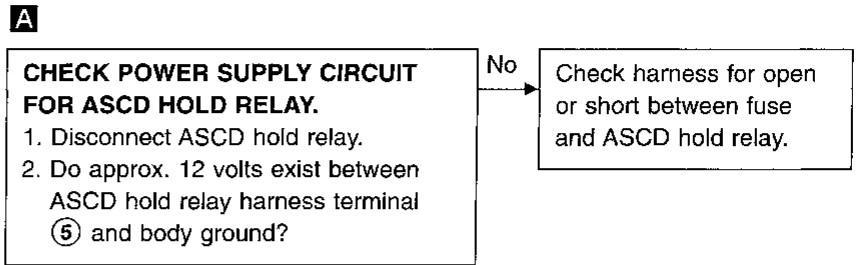 A
CHECK POWER SUPPLY CIRCUIT
FOR ASCD HOLD RELAY.
1. Disconnect ASCD hold relay.
2. Do approx. 12 volts exist between
ASCD hold relay harness terminal
⑤ and body ground?
No
Check harness for open
or short between fuse
and ASCD hold relay.